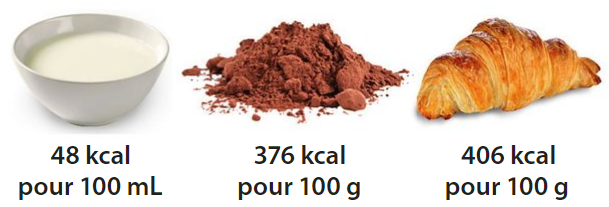 48 kcal
pour 100 mL
376 kcal
pour 100 g
406 kcal
pour 100 g